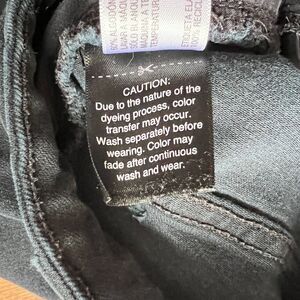 CAUTION:
Due to the nature of the
dyeing process, color
transfer may occur.
Wash separately before
wearing. Color may
fade after continuous
wash and wear.